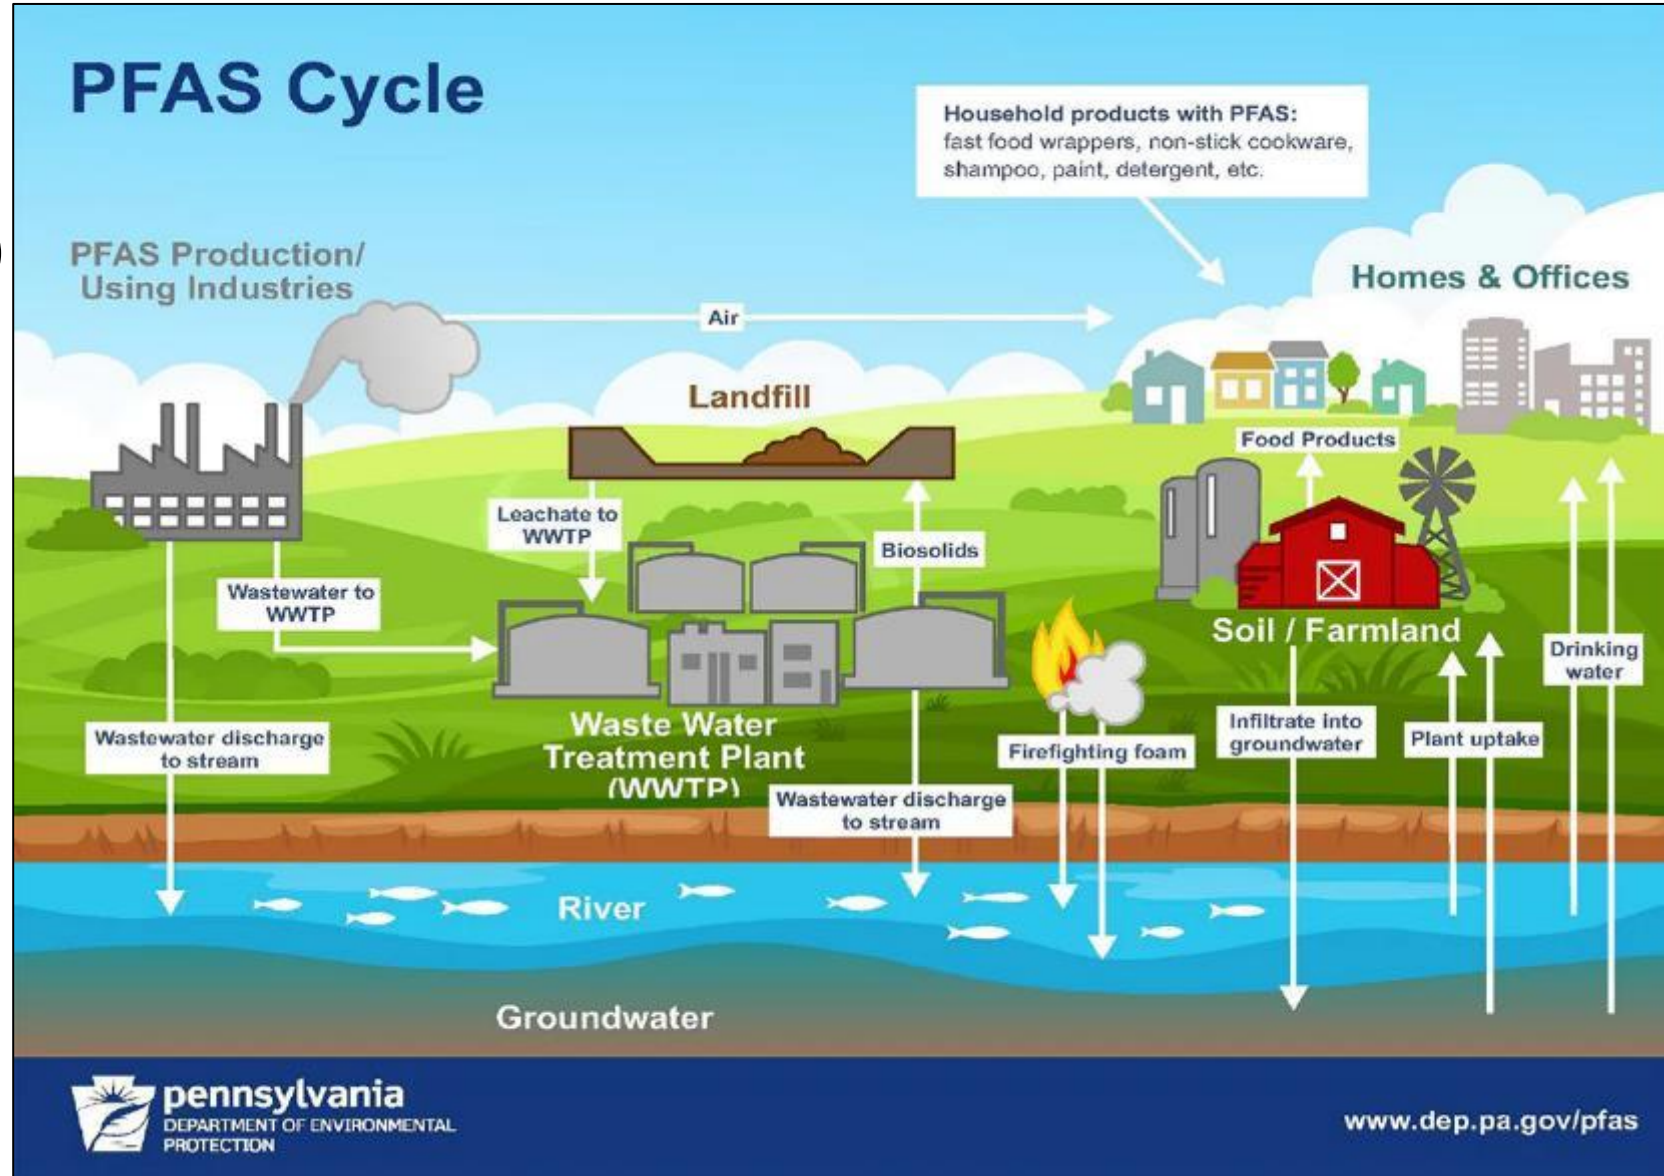 PFAS Cycle
Household products with PFAS:
fast food wrappers, non-stick cookware,
shampoo, paint, detergent, etc.
PFAS Production/
Using Industries
Homes & Offices
Air
Landfill
Food Products
Leachate to
WWTP
Biosolids
Wastewater to
WWTP
Soil / Farmland
Drinking
water
Waste Water
Treatment Plant
(WWTP)
Wastewater discharge
to stream
Firefighting foam
Infiltrate into
groundwater
Plant uptake
Wastewater discharge
to stream
River
Groundwater
pennsylvania
DEPARTMENT OF ENVIRONMENTAL
PROTECTION
www.dep.pa.gov/pfas